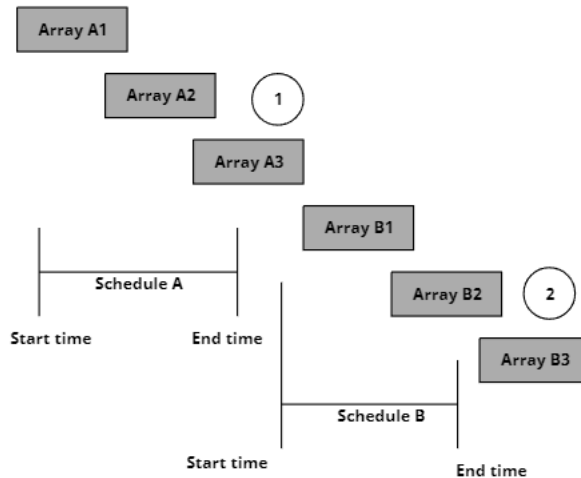 Array A1
Array A2
1
Array A3
Array B1
Schedule A
Array B2
2
Start time
End time
Array B3
Schedule B
Start time
End time